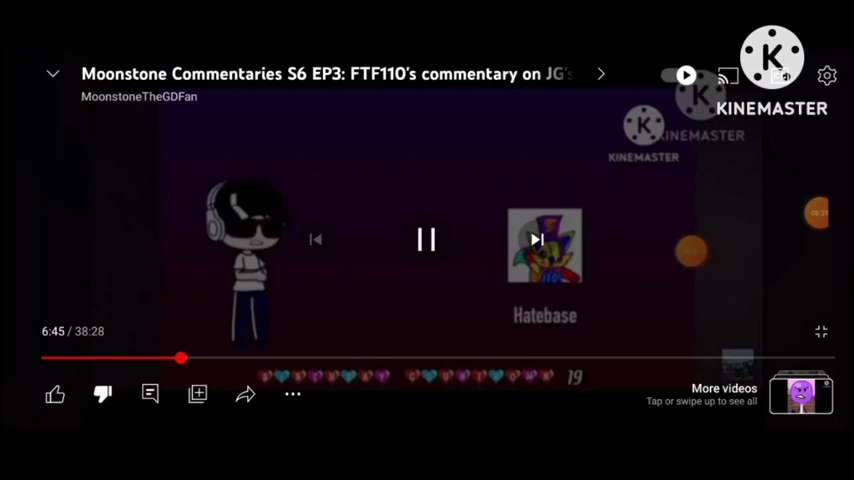 Moonstone Commentaries S6 EP3: FTF110's commentary on JG's
MoonstoneTheGDFan
KINEMASTER
KINEMASTER
KINEMASTER
Hatebase
6:45 / 38:28
19
More videos
Tap or swipe up to see all